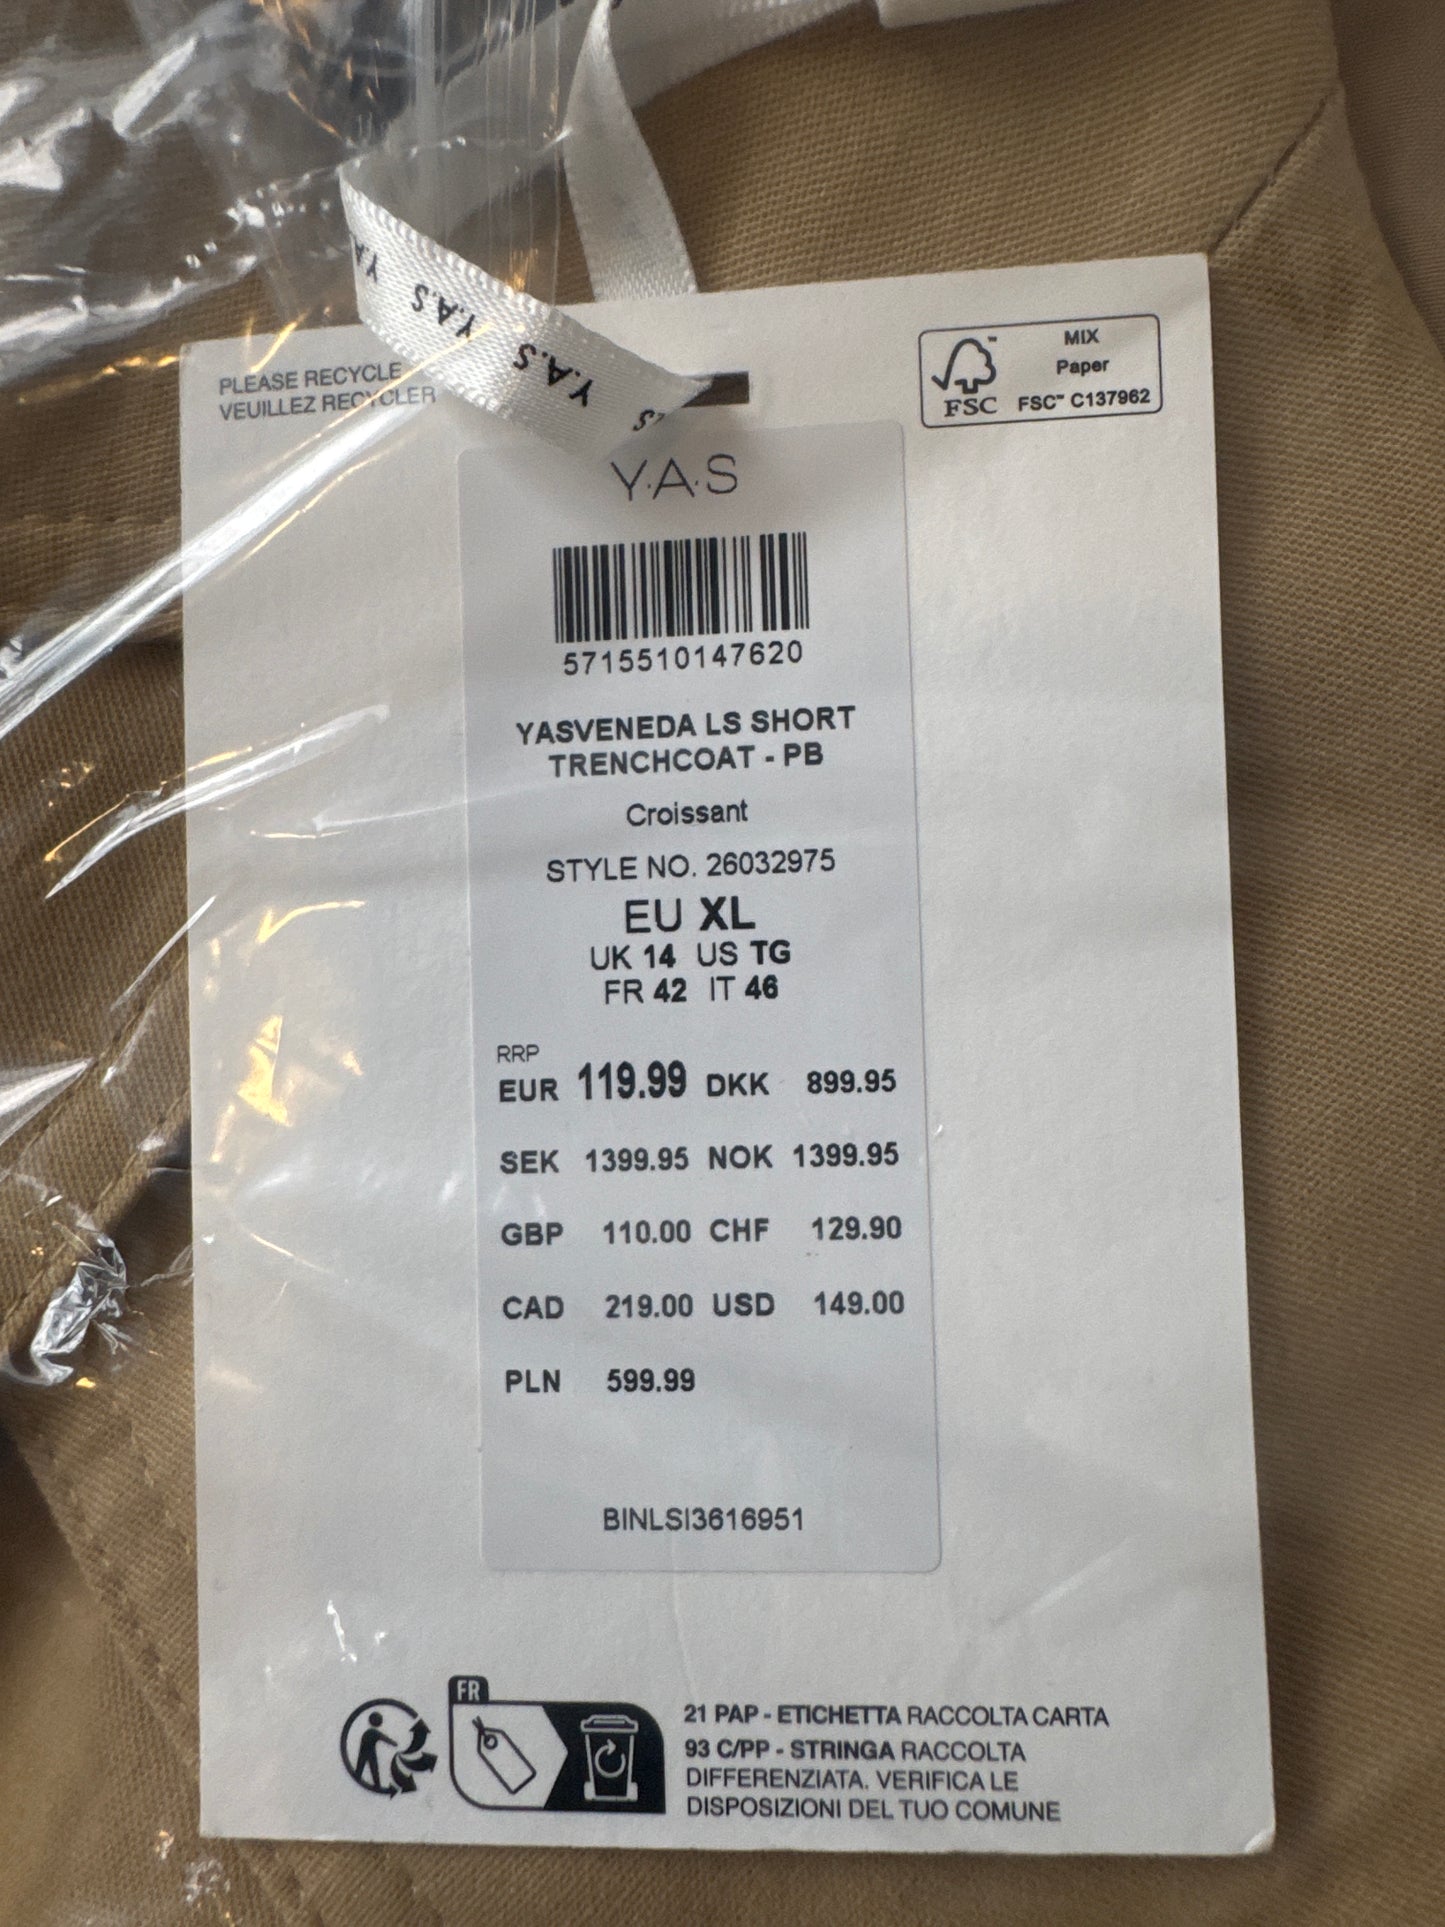 Y.A.S
Y.A.S
Y.A.S
PLEASE RECYCLE
VEUILLEZ RECYCLER
FSC™
MIX
Paper
FSC™ C137962
Y.A.S
5715510147620
YASVENEDA LS SHORT
TRENCHCOAT - PB
Croissant
STYLE NO. 26032975
EU XL
UK 14 US TG
FR 42 IT 46
RRP
EUR 119.99 DKK 899.95
SEK 1399.95 NOK 1399.95
GBP 110.00 CHF 129.90
CAD 219.00 USD 149.00
PLN 599.99
BINLSI3616951
FR
21 PAP - ETICHETTA RACCOLTA CARTA
93 C/PP - STRINGA RACCOLTA
DIFFERENZIATA. VERIFICA LE
DISPOSIZIONI DEL TUO COMUNE